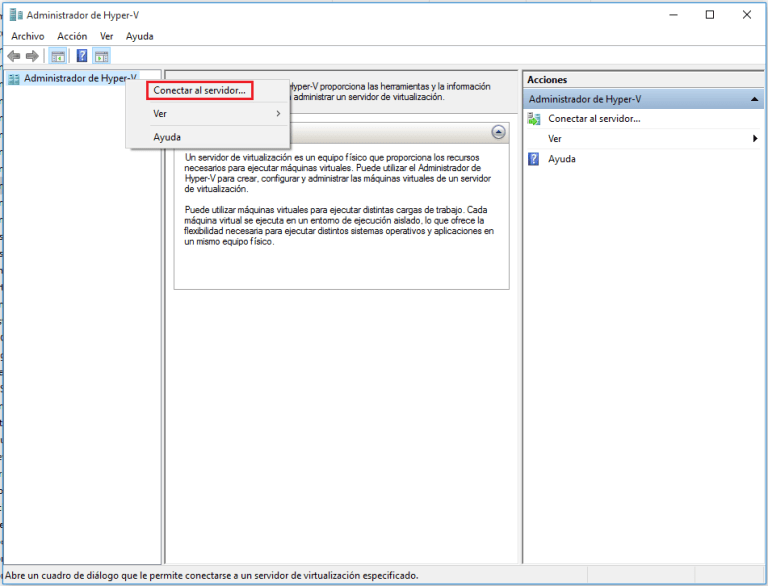 Administrador de Hyper-V
Archivo Acción Ver Ayuda
Administrador de Hyper-V
Conectar al servidor...
Ver
Ayuda
Hyper-V proporciona las herramientas y la información
administrar un servidor de virtualización.
Un servidor de virtualización es un equipo físico que proporciona los recursos
necesarios para ejecutar máquinas virtuales. Puede utilizar el Administrador de
Hyper-V para crear, configurar y administrar las máquinas virtuales de un servidor
de virtualización.
Puede utilizar máquinas virtuales para ejecutar distintas cargas de trabajo. Cada
máquina virtual se ejecuta en un entorno de ejecución aislado, lo que ofrece la
flexibilidad necesaria para ejecutar distintos sistemas operativos y aplicaciones en
un mismo equipo físico.
Acciones
Administrador de Hyper-V
Conectar al servidor...
Ver
Ayuda
Abre un cuadro de diálogo que le permite conectarse a un servidor de virtualización especificado.